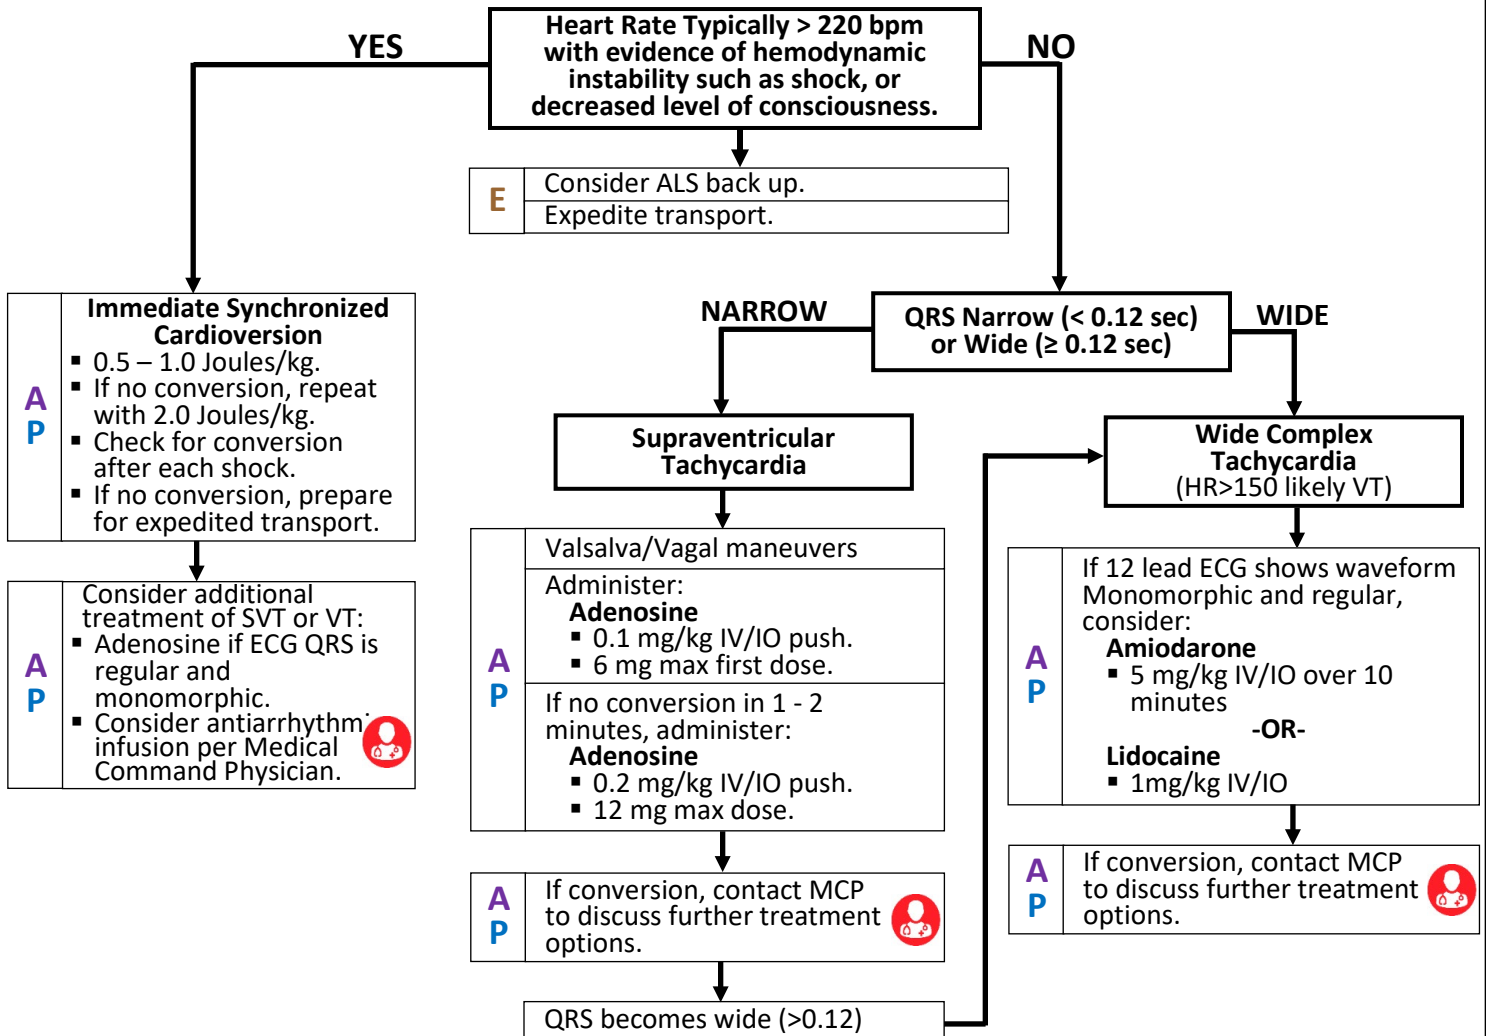 Heart Rate Typically > 220 bpm
with evidence of hemodynamic
instability such as shock, or
decreased level of consciousness.
YES
NO
E
Consider ALS back up.
Expedite transport.
A
P
Immediate Synchronized
Cardioversion
▪ 0.5 – 1.0 Joules/kg.
▪ If no conversion, repeat
with 2.0 Joules/kg.
▪ Check for conversion
after each shock.
▪ If no conversion, prepare
for expedited transport.
A
P
Consider additional
treatment of SVT or VT:
▪ Adenosine if ECG QRS is
regular and
monomorphic.
▪ Consider antiarrhythmi
infusion per Medical
Command Physician.
NARROW
QRS Narrow (< 0.12 sec)
or Wide (≥ 0.12 sec)
WIDE
Supraventricular
Tachycardia
A
P
Valsalva/Vagal maneuvers
Administer:
Adenosine
▪ 0.1 mg/kg IV/IO push.
▪ 6 mg max first dose.
If no conversion in 1 - 2
minutes, administer:
Adenosine
▪ 0.2 mg/kg IV/IO push.
▪ 12 mg max dose.
A
P
If conversion, contact MCP
to discuss further treatment
options.
QRS becomes wide (>0.12)
Wide Complex
Tachycardia
(HR>150 likely VT)
A
P
If 12 lead ECG shows waveform
Monomorphic and regular,
consider:
Amiodarone
▪ 5 mg/kg IV/IO over 10
minutes
-OR-
Lidocaine
▪ 1mg/kg IV/IO
A
P
If conversion, contact MCP
to discuss further treatment
options.